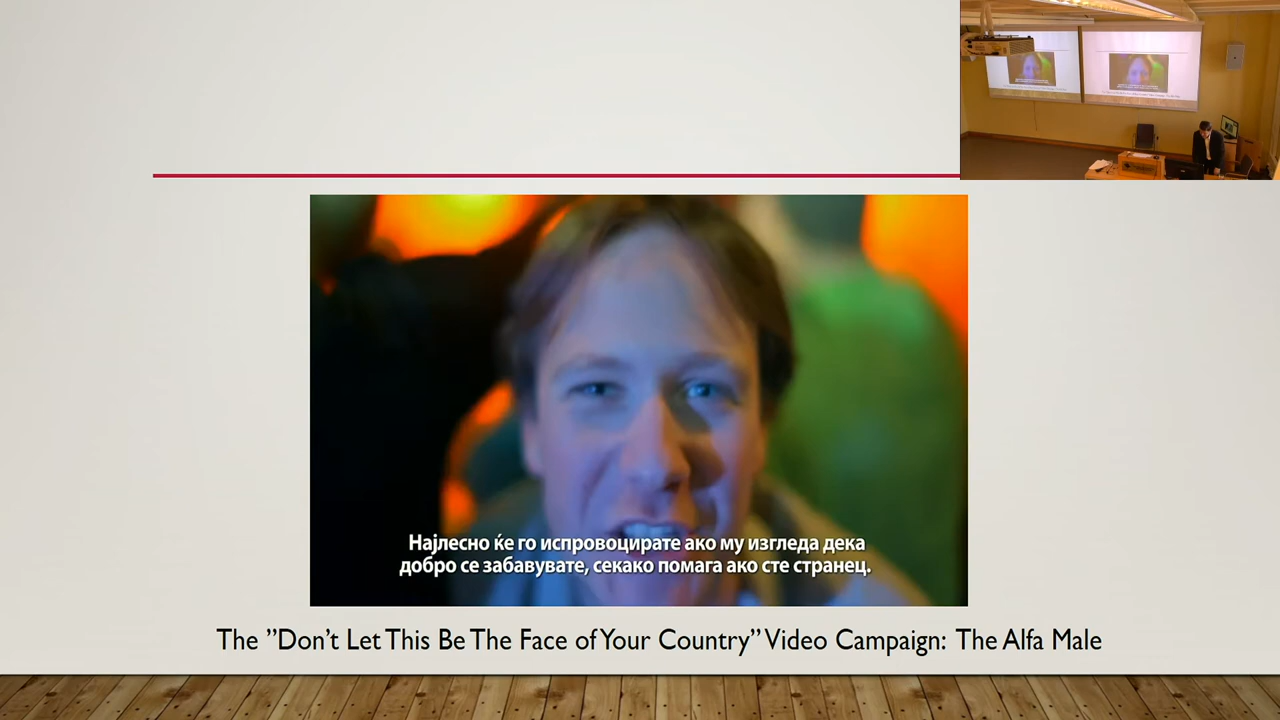 Најлесно ќе го испровоцирате ако му изгледа дека
добро се забавувате, секако помага ако сте странец.
The ”Don’t Let This Be The Face of Your Country” Video Campaign: The Alfa Male